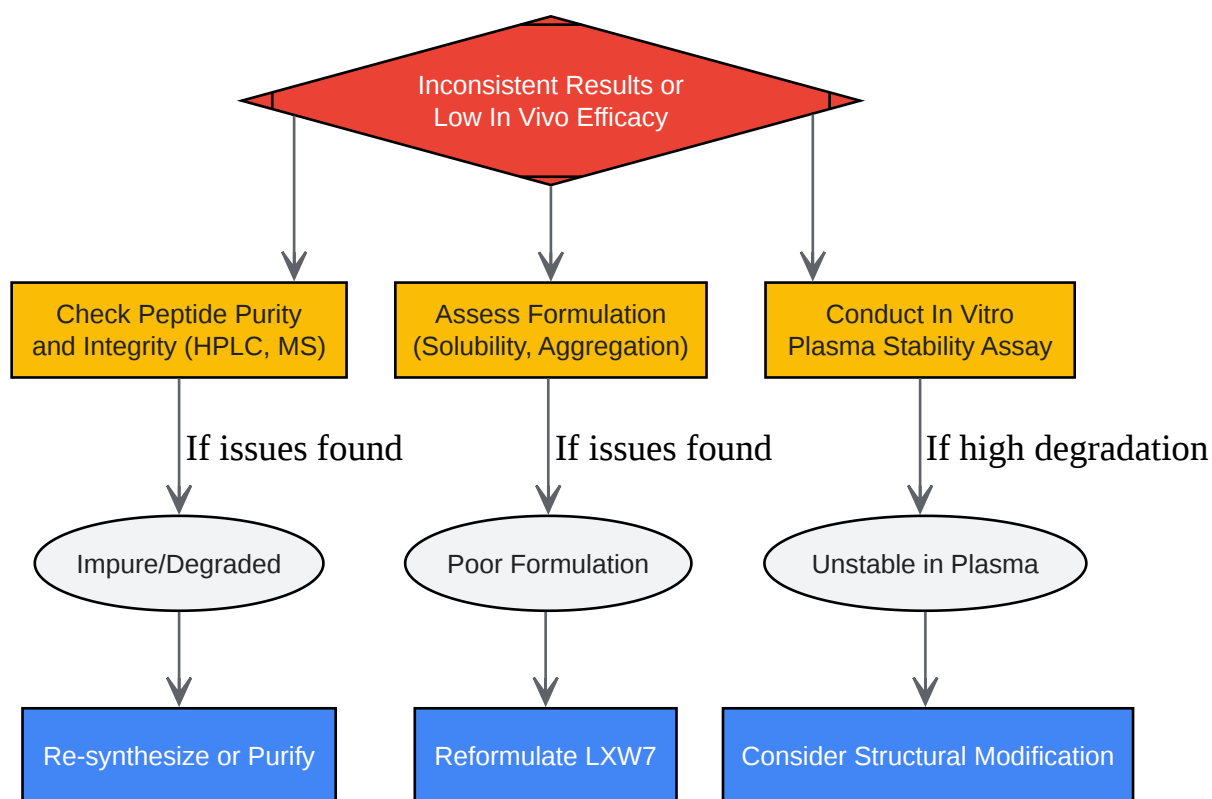 Inconsistent Results or
Low In Vivo Efficacy
Check Peptide Purity
and Integrity (HPLC, MS)
Assess Formulation
(Solubility, Aggregation)
Conduct In Vitro
Plasma Stability Assay
If issues found
If issues found
If high degradation
Impure/Degraded
Poor Formulation
Unstable in Plasma
Re-synthesize or Purify
Reformulate LXW7
Consider Structural Modification